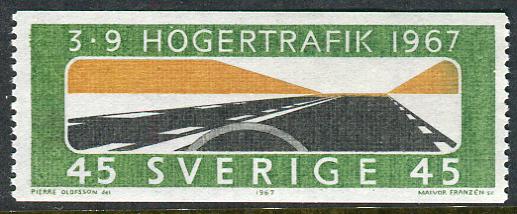 3·9 HÖGERTRAFIK 1967
45 SVERIGE 45
PIERRE OLOFSSON del 1967 MAJVOR FRANZÉN sc